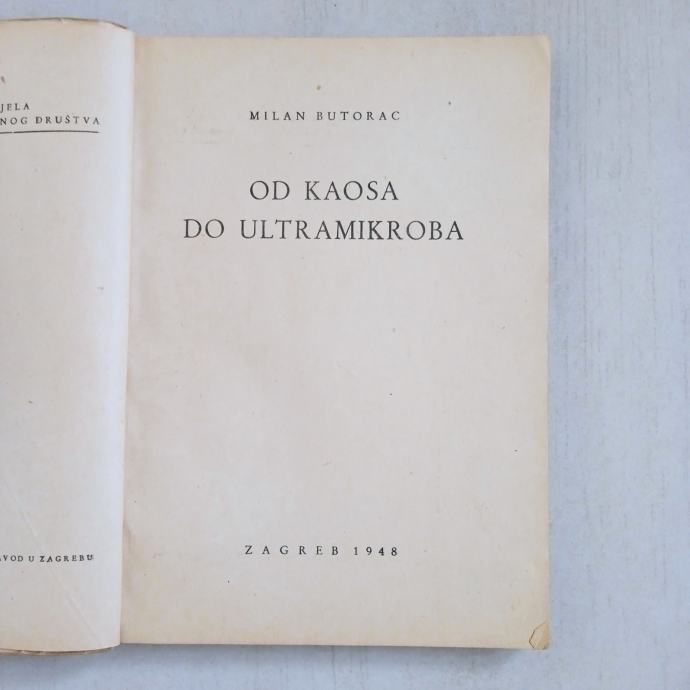 JELA
NOG DRUŠTVA
VOD U ZAGREBU
MILAN BUTORAC
OD KAOSA
DO ULTRAMIKROBA
ZAGREB 1948